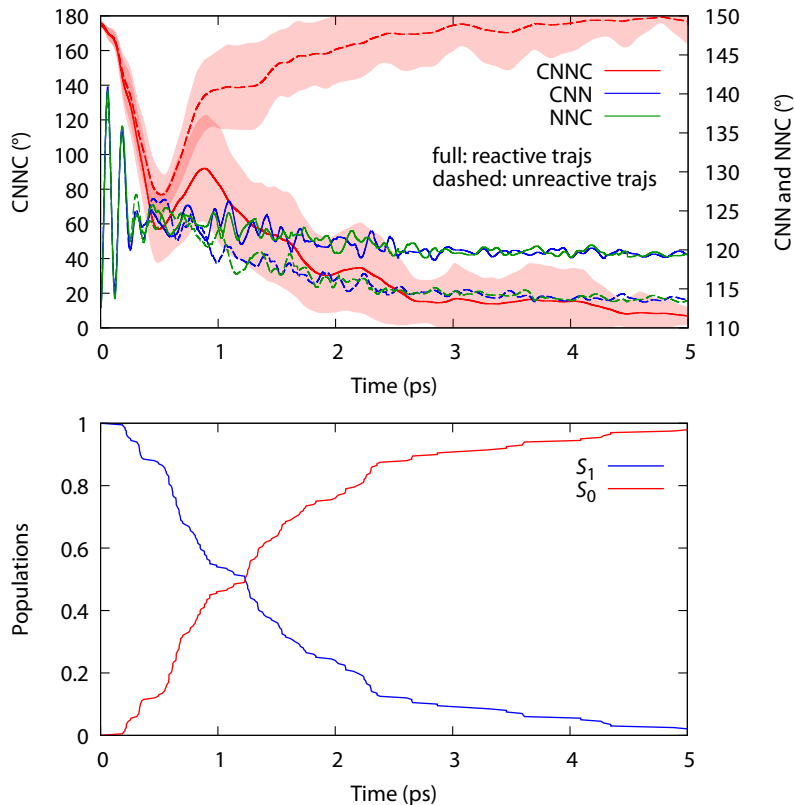 180
160
140
120
100
80
60
40
20
0
CNNC (°)
150
145
140
135
130
125
120
115
110
CNN and NNC (°)
CNNC
CNN
NNC
full: reactive trajs
dashed: unreactive trajs
0 1 2 3 4 5
Time (ps)
1
0.8
0.6
0.4
0.2
0
Populations
S₁
S₀
0 1 2 3 4 5
Time (ps)